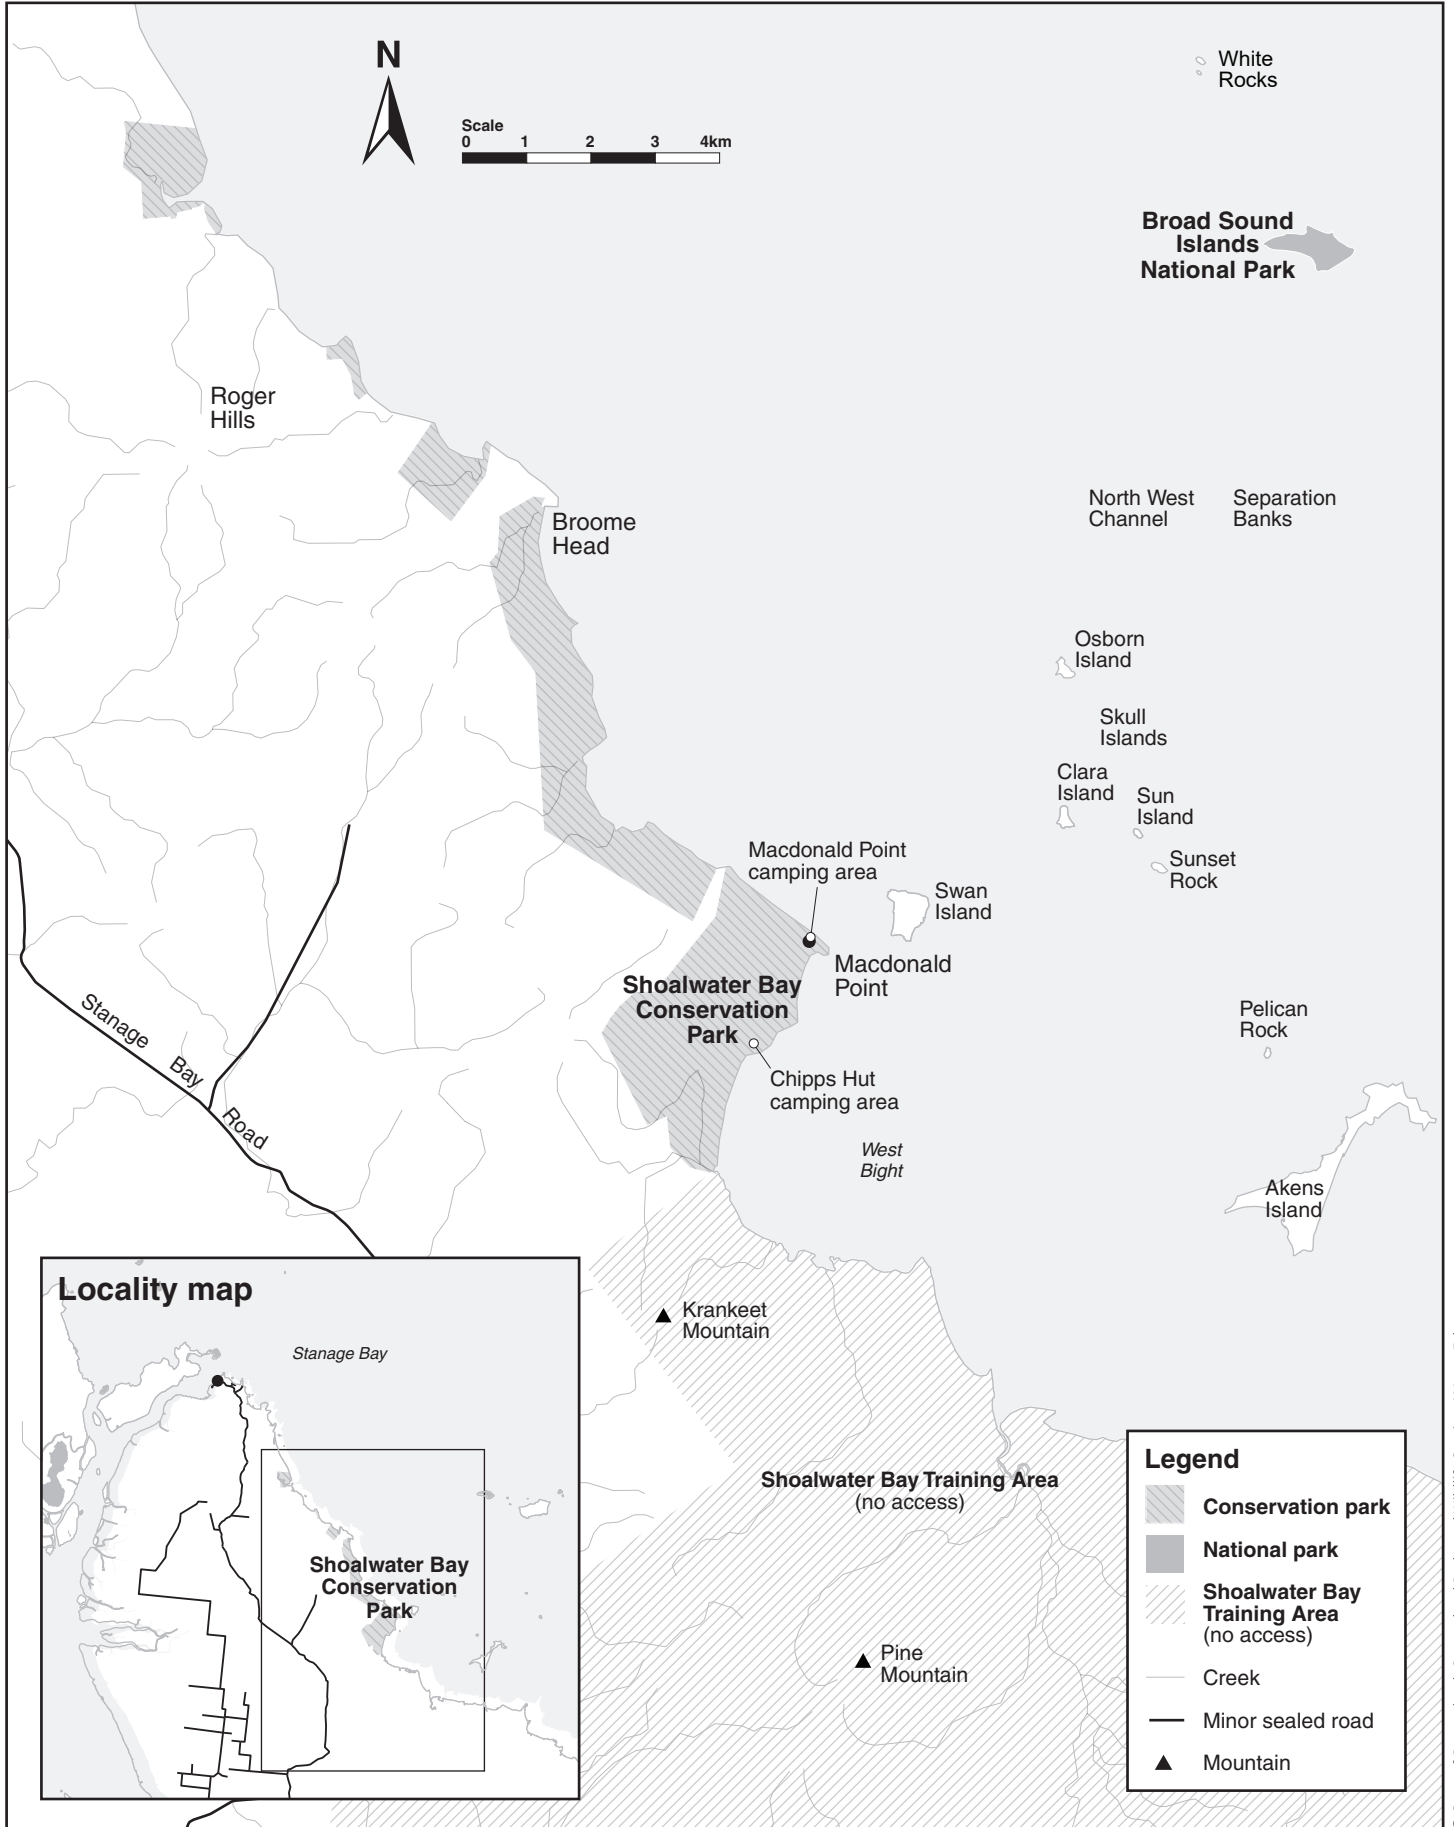 White
Rocks
N
Scale
0 1 2 3 4km
Broad Sound
Islands
National Park
Roger
Hills
North West
Channel
Separation
Banks
Broome
Head
Osborn
Island
Skull
Islands
Clara
Island
Sun
Island
Macdonald Point
camping area
Sunset
Rock
Swan
Island
Macdonald
Point
Shoalwater Bay
Conservation
Park
Stanage Bay Road
Pelican
Rock
Chipps Hut
camping area
West
Bight
Akens
Island
Krankeet
Mountain
Shoalwater Bay Training Area
(no access)
Pine
Mountain
Locality map
Stanage Bay
Shoalwater Bay
Conservation
Park
Legend
Conservation park
National park
Shoalwater Bay
Training Area
(no access)
Creek
Minor sealed road
Mountain